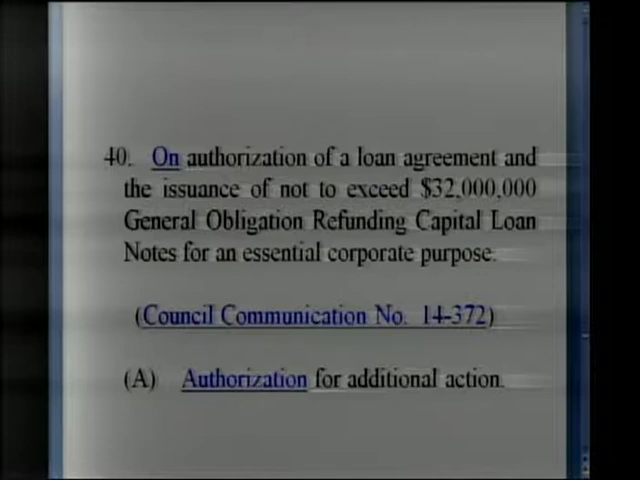 40. On authorization of a loan agreement and
the issuance of not to exceed $32,000,000
General Obligation Refunding Capital Loan
Notes for an essential corporate purpose.
(Council Communication No. 14-372)
(A) Authorization for additional action.